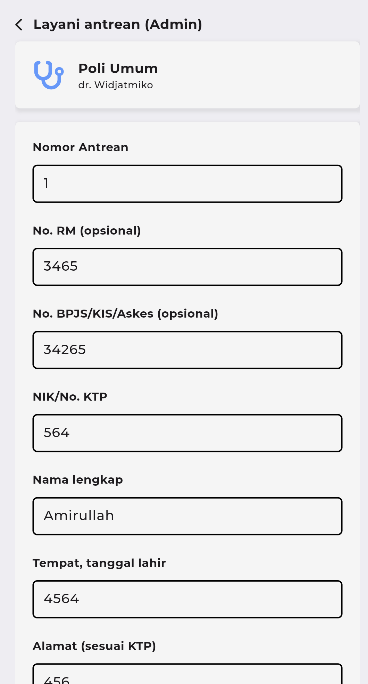 Layani antrean (Admin)
Poli Umum
dr. Widjatmiko
Nomor Antrean
1
No. RM (opsional)
3465
No. BPJS/KIS/Askes (opsional)
34265
NIK/No. KTP
564
Nama lengkap
Amirullah
Tempat, tanggal lahir
4564
Alamat (sesuai KTP)
456